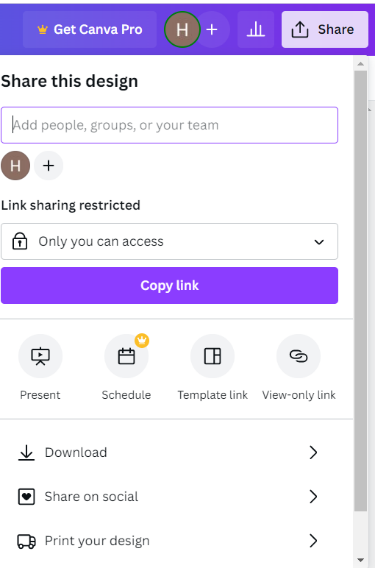 Get Canva Pro
H
Share
Share this design
Add people, groups, or your team
H
Link sharing restricted
Only you can access
Copy link
Present Schedule Template link View-only link
Download
Share on social
Print your design